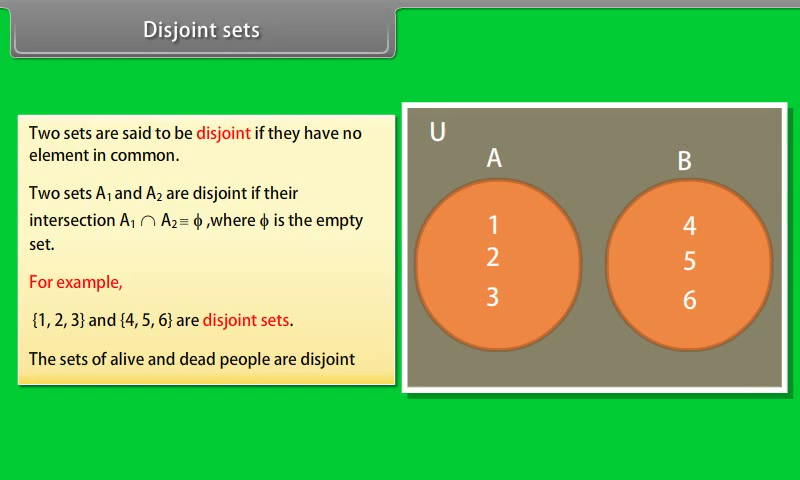 Disjoint sets
Two sets are said to be disjoint if they have no
element in common.
Two sets A₁ and A₂ are disjoint if their
intersection A₁ ∩ A₂ ≡ ϕ ,where ϕ is the empty
set.
For example,
{1, 2, 3} and {4, 5, 6} are disjoint sets.
The sets of alive and dead people are disjoint
U
A
1
2
3
B
4
5
6